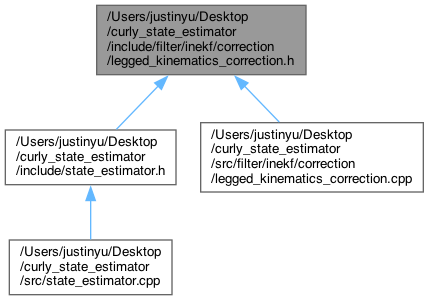 /Users/justinyu/Desktop
/curly_state_estimator
/include/filter/inekf/correction
/legged_kinematics_correction.h
/Users/justinyu/Desktop
/curly_state_estimator
/include/state_estimator.h
/Users/justinyu/Desktop
/curly_state_estimator
/src/filter/inekf/correction
/legged_kinematics_correction.cpp
/Users/justinyu/Desktop
/curly_state_estimator
/src/state_estimator.cpp